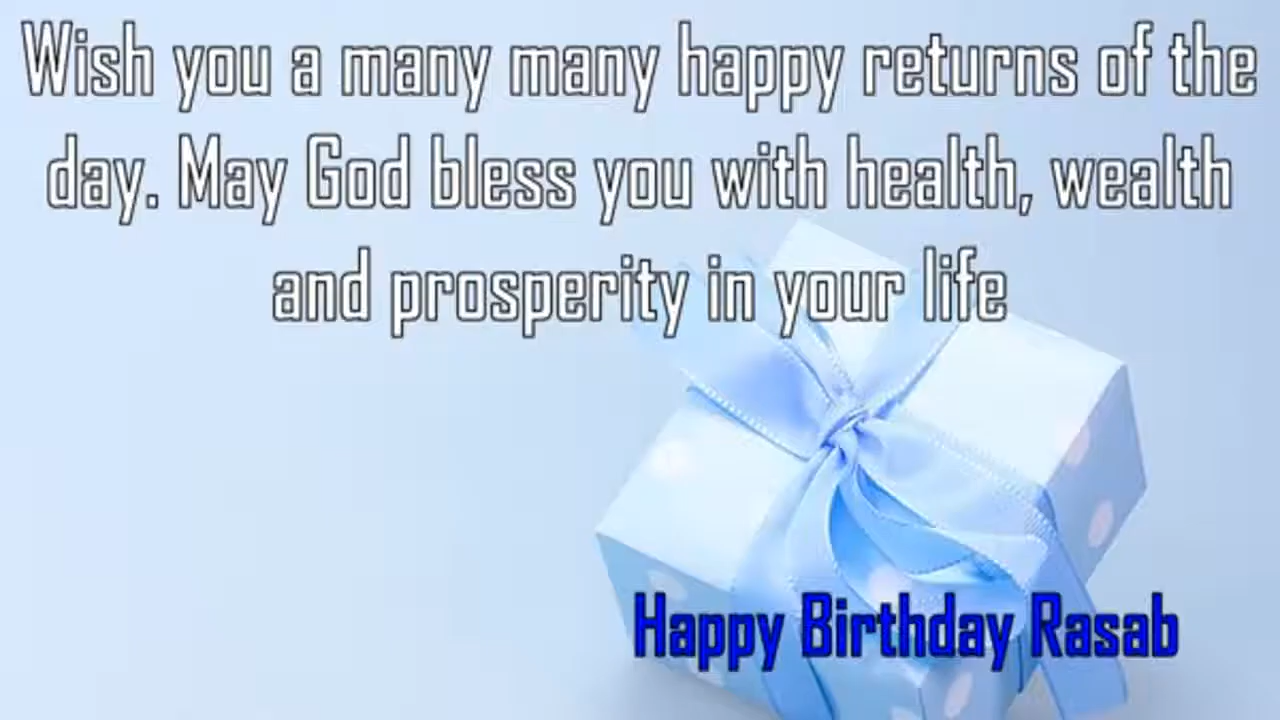 Wish you a many many happy returns of the
day. May God bless you with health, wealth
and prosperity in your life
Happy Birthday Rasab